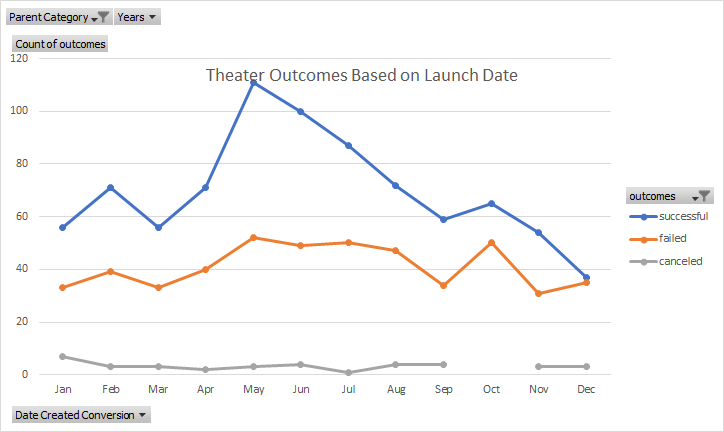 Parent Category Years
Count of outcomes
Theater Outcomes Based on Launch Date
120
100
80
60
40
20
0
Jan Feb Mar Apr May Jun Jul Aug Sep Oct Nov Dec
outcomes
successful
failed
canceled
Date Created Conversion